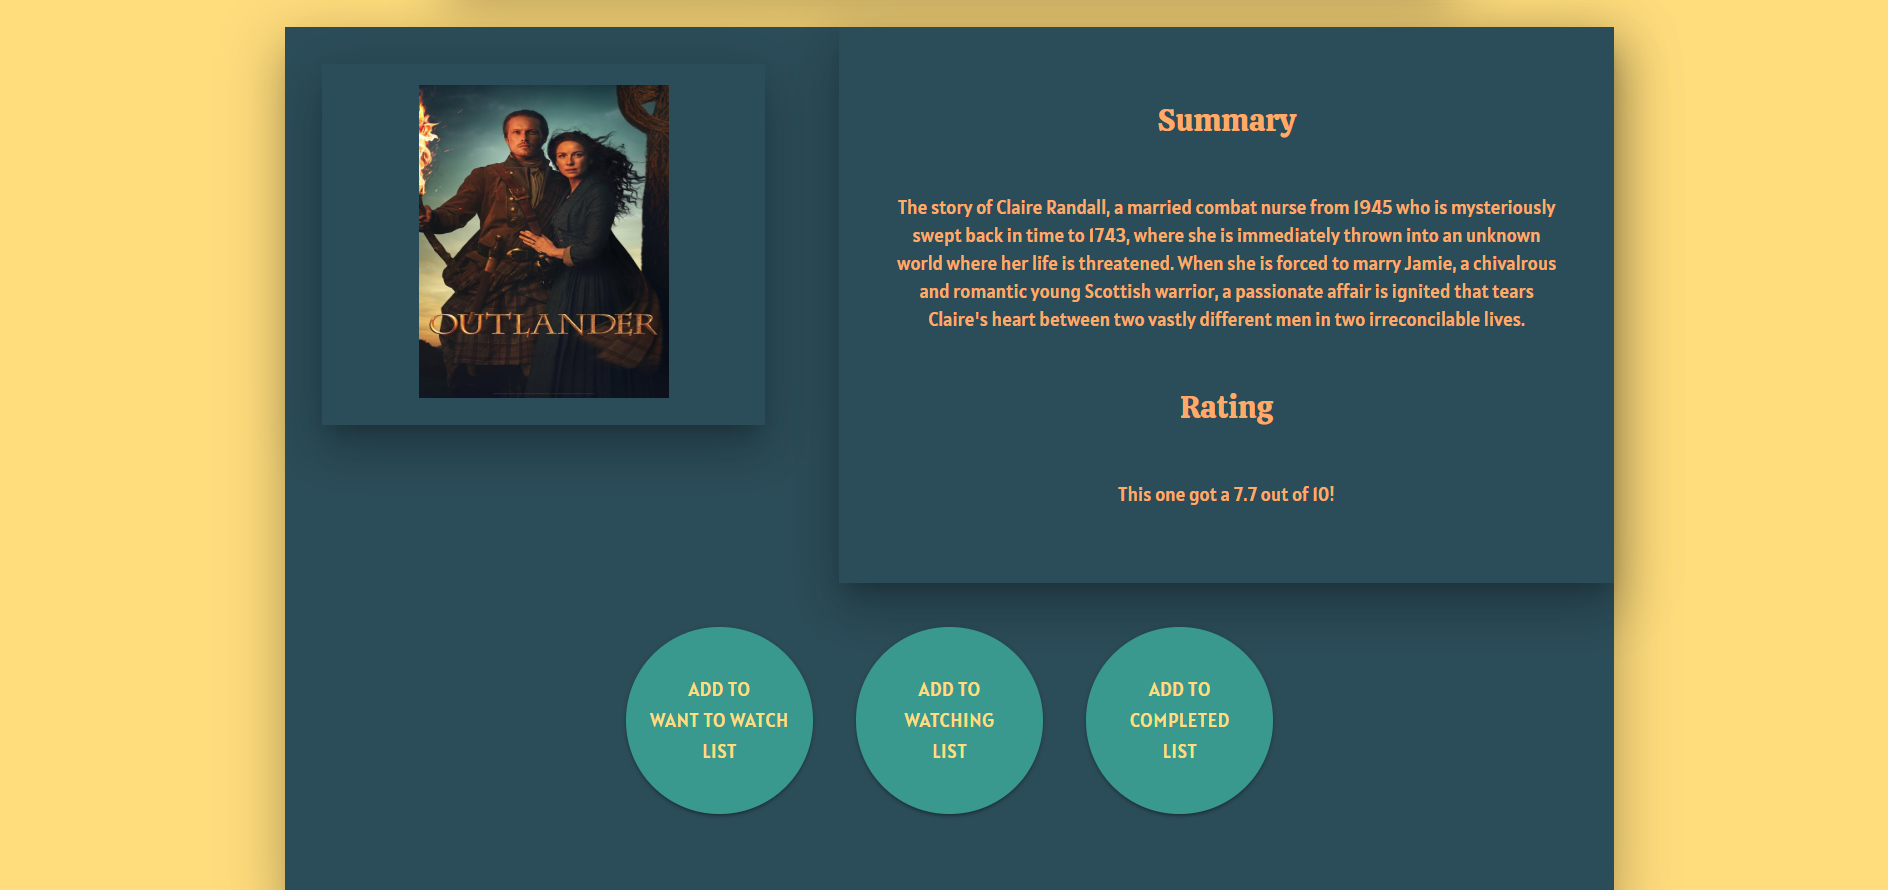 OUTLANDER
Summary
The story of Claire Randall, a married combat nurse from 1945 who is mysteriously
swept back in time to 1743, where she is immediately thrown into an unknown
world where her life is threatened. When she is forced to marry Jamie, a chivalrous
and romantic young Scottish warrior, a passionate affair is ignited that tears
Claire's heart between two vastly different men in two irreconcilable lives.
Rating
This one got a 7.7 out of 10!
ADD TO
WANT TO WATCH
LIST
ADD TO
WATCHING
LIST
ADD TO
COMPLETED
LIST